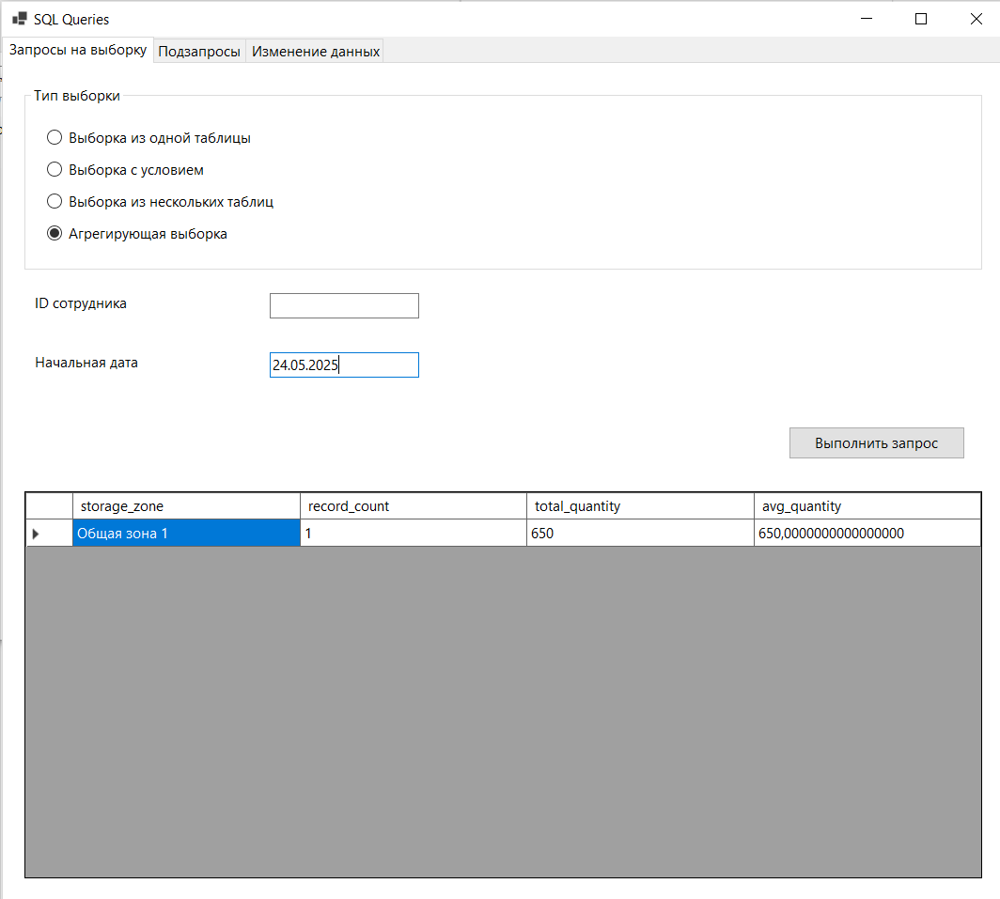 SQL Queries
Запросы на выборку Подзапросы Изменение данных
Тип выборки
Выборка из одной таблицы
Выборка с условием
Выборка из нескольких таблиц
Агрегирующая выборка
ID сотрудника
Начальная дата 24.05.2025
Выполнить запрос
storage_zone record_count total_quantity avg_quantity
Общая зона 1 1 650 650,0000000000000000